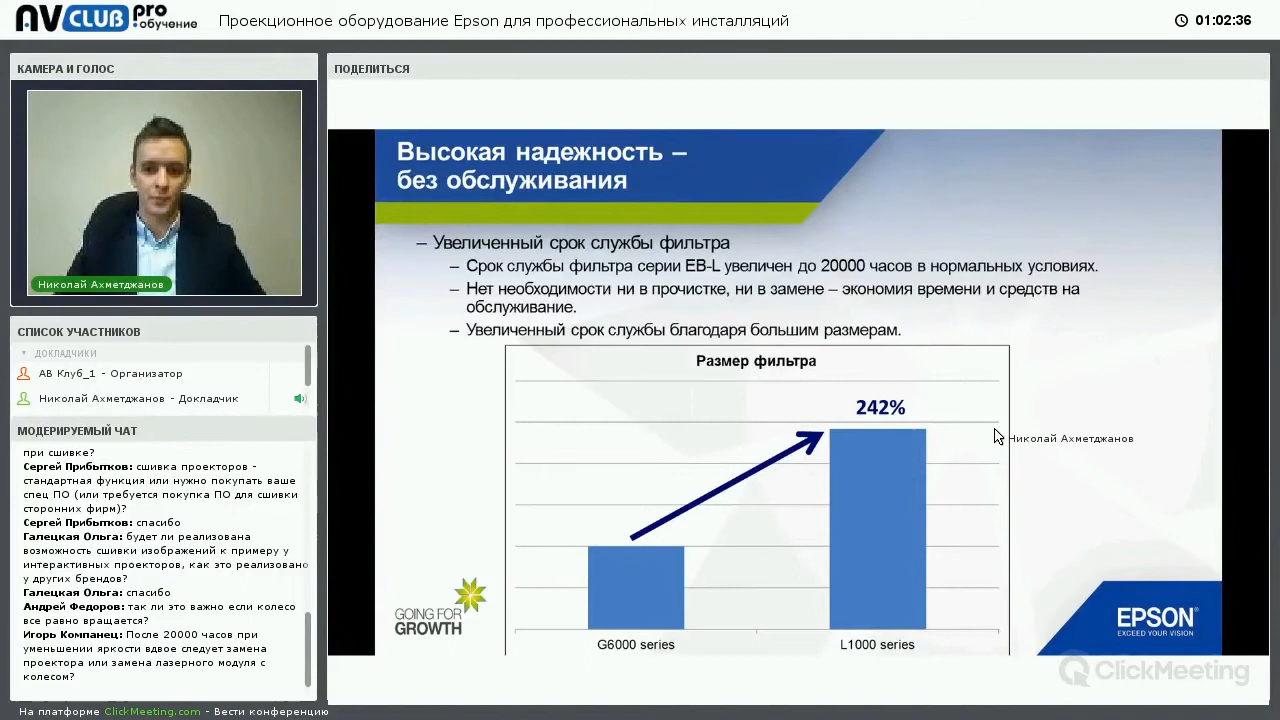 AV CLUB pro обучение
Проекционное оборудование Epson для профессиональных инсталляций
01:02:36
КАМЕРА И ГОЛОС
Николай Ахметджанов
СПИСОК УЧАСТНИКОВ
ДОКЛАДЧИКИ
АВ Клуб_1 - Организатор
Николай Ахметджанов - Докладчик
МОДЕРИРУЕМЫЙ ЧАТ
при сшивке?
Сергей Прибытков: сшивка проекторов -
стандартная функция или нужно покупать ваше
спец ПО (или требуется покупка ПО для сшивки
сторонних фирм)?
Сергей Прибытков: спасибо
Галецкая Ольга: будет ли реализована
возможность сшивки изображений к примеру у
интерактивных проекторов, как это реализовано
у других брендов?
Галецкая Ольга: спасибо
Андрей Федоров: так ли это важно если колесо
все равно вращается?
Игорь Компанец: После 20000 часов при
уменьшении яркости вдвое следует замена
проектора или замена лазерного модуля с
колесом?
ПОДЕЛИТЬСЯ
Высокая надежность –
без обслуживания
– Увеличенный срок службы фильтра
– Срок службы фильтра серии EB-L увеличен до 20000 часов в нормальных условиях.
– Нет необходимости ни в прочистке, ни в замене – экономия времени и средств на
обслуживание.
– Увеличенный срок службы благодаря большим размерам.
Размер фильтра
242%
Николай Ахметджанов
G6000 series
L1000 series
GOING FOR
GROWTH
EPSON
EXCEED YOUR VISION
ClickMeeting
На платформе ClickMeeting.com - Вести конференцию